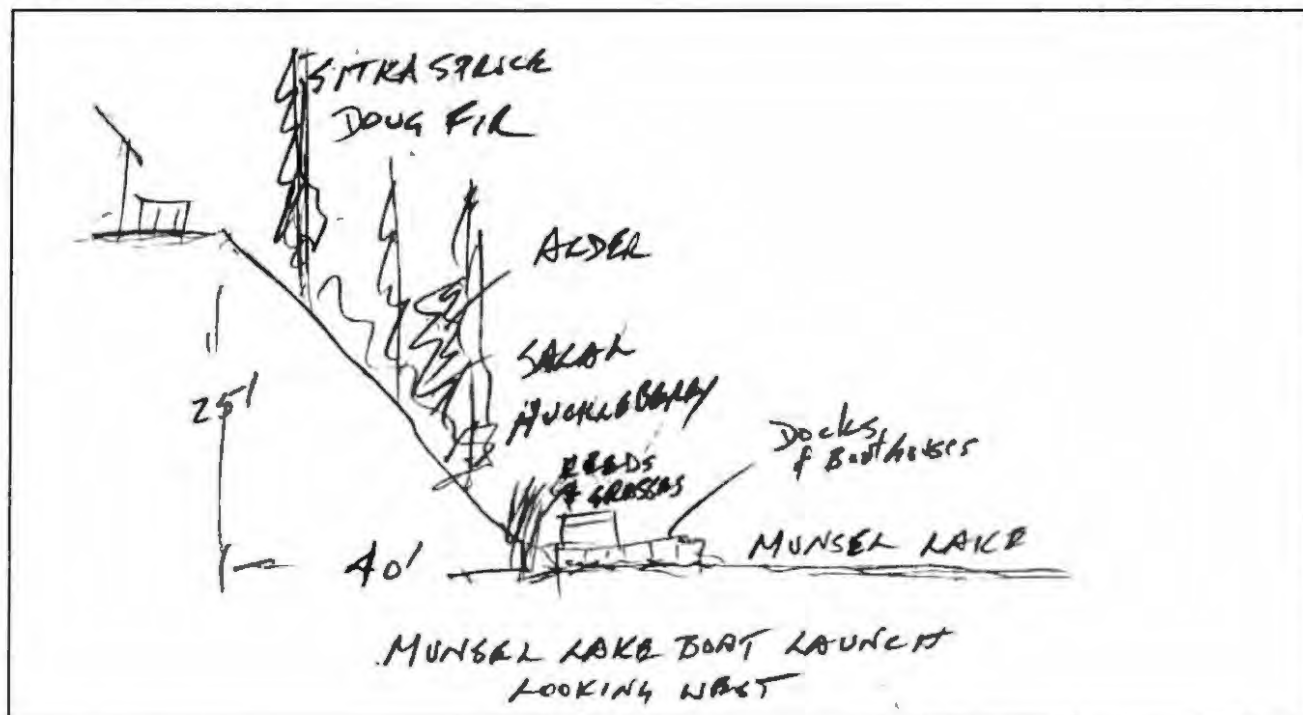 SITKA SPRUCE
DOUG FIR
ALDER
25'
SALAL
HUCKLEBERRY
REEDS
& GRASSES
DOCKS
& BOATHOUSES
MUNSEL LAKE
40'
MUNSEL LAKE BOAT LAUNCH
LOOKING WEST